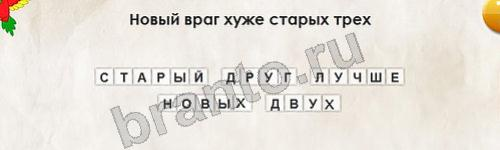 Новый враг хуже старых трех
СТАРЫЙ ДРУГ ЛУЧШЕ
НОВЫХ ДВУХ
branto.ru